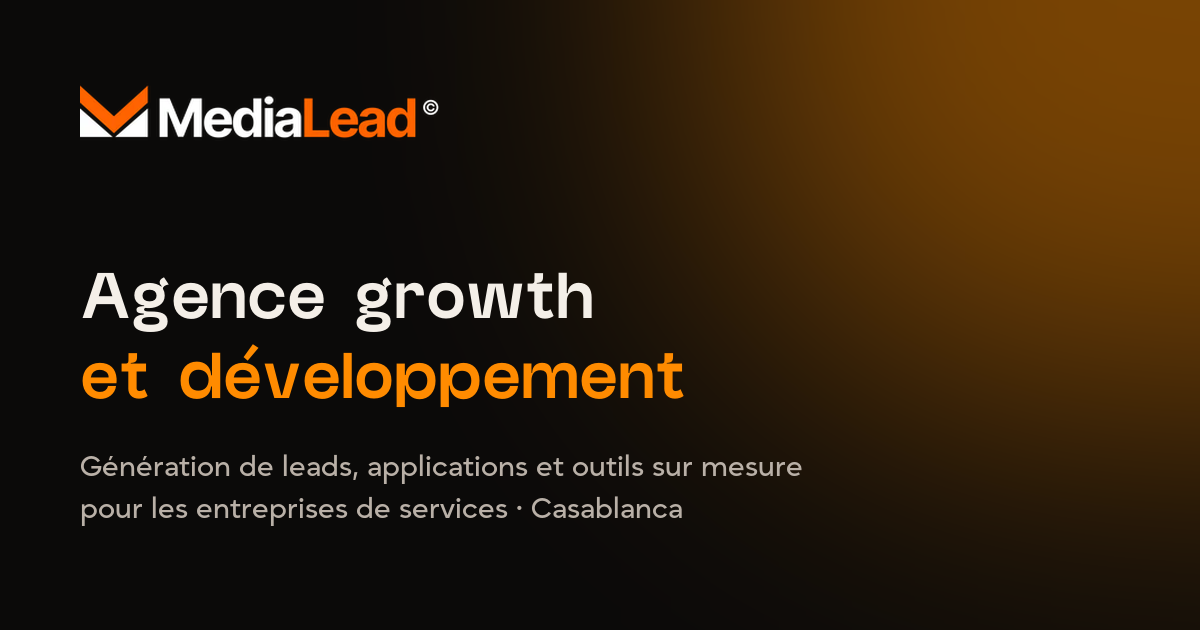 MediaLead ©
Agence growth
et développement
Génération de leads, applications et outils sur mesure
pour les entreprises de services · Casablanca